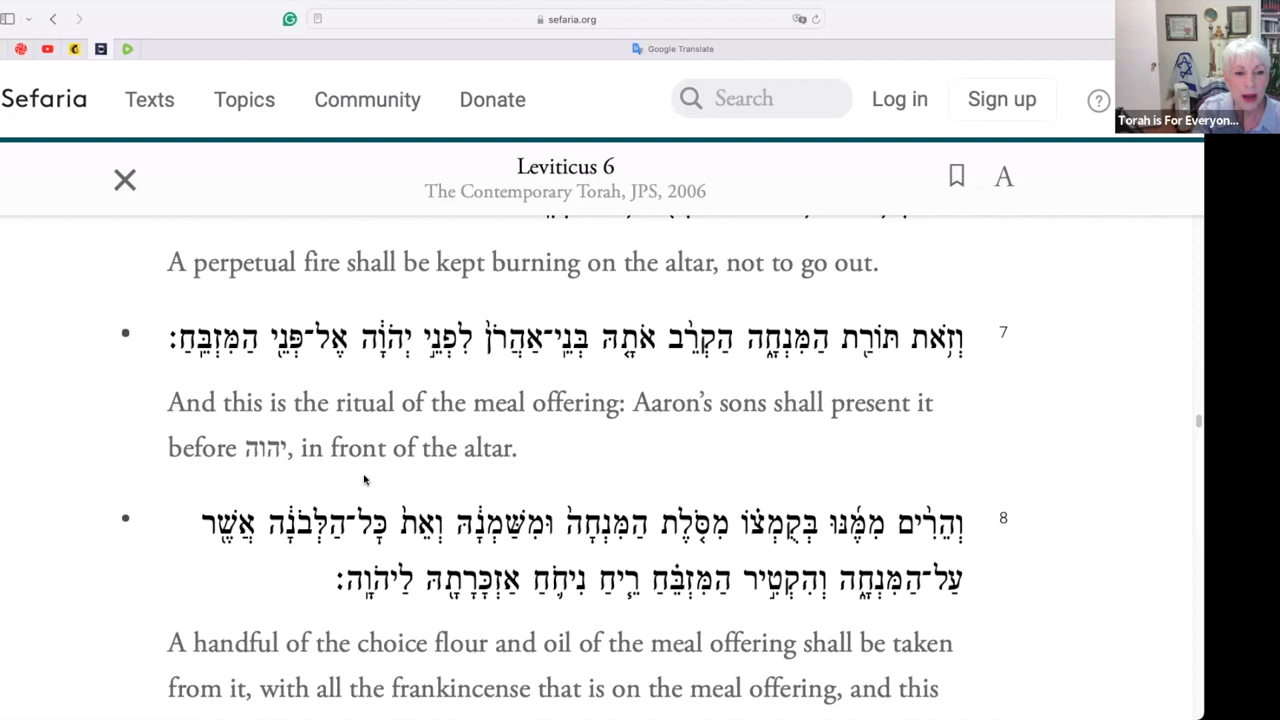 sefaria.org
Google Translate
Sefaria Texts Topics Community Donate Search Log in Sign up
Torah is For Everyon...
Leviticus 6
The Contemporary Torah, JPS, 2006
A
A perpetual fire shall be kept burning on the altar, not to go out.
וְזֹ֥את תּוֹרַ֖ת הַמִּנְחָ֑ה הַקְרֵ֨ב אֹתָ֤הּ בְּנֵֽי־אַהֲרֹן֙ לִפְנֵ֣י יְהֹוָ֔ה אֶל־פְּנֵ֖י הַמִּזְבֵּֽחַ׃ 7
And this is the ritual of the meal offering: Aaron’s sons shall present it
before יהוה, in front of the altar.
וְהֵרִ֨ים מִמֶּ֜נּוּ בְּקֻמְצ֗וֹ מִסֹּ֤לֶת הַמִּנְחָה֙ וּמִשַּׁמְנָ֔הּ וְאֵת֙ כׇּל־הַלְּבֹנָ֔ה אֲשֶׁ֖ר 8
עַל־הַמִּנְחָ֑ה וְהִקְטִ֣יר הַמִּזְבֵּ֗חַ רֵ֧יחַ נִיחֹ֛חַ אַזְכָּרָתָ֖הּ לַיהֹוָֽה׃
A handful of the choice flour and oil of the meal offering shall be taken
from it, with all the frankincense that is on the meal offering, and this